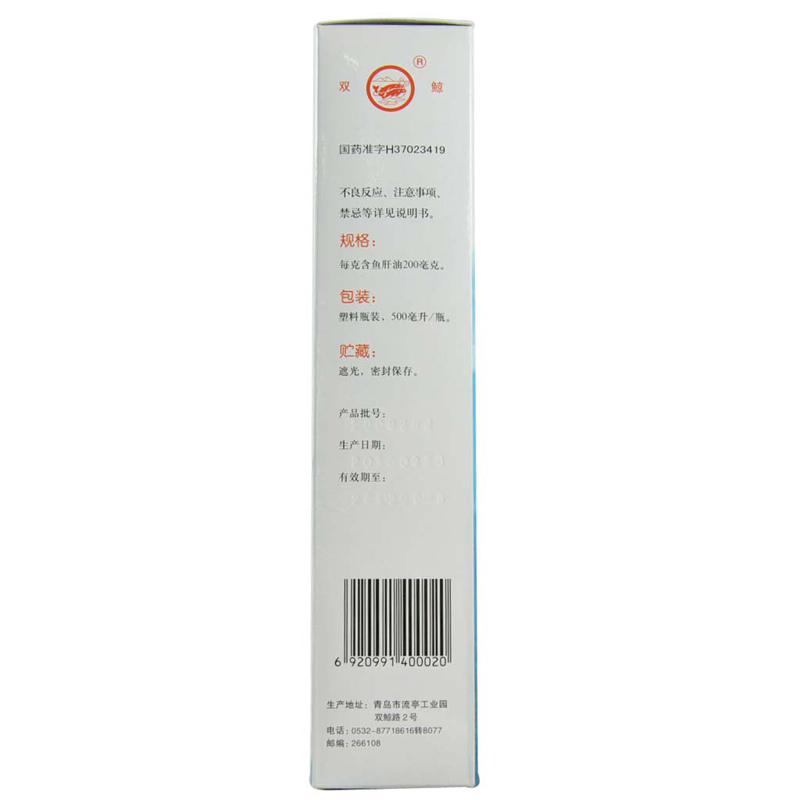 双 鲸 ®
国药准字H37023419
不良反应、注意事项、
禁忌等详见说明书。
规格：
每克含鱼肝油200毫克。
包装：
塑料瓶装，500毫升/瓶。
贮藏：
遮光，密封保存。
产品批号：
生产日期：
有效期至：
6 920991 400020
生产地址：青岛市流亭工业园
双鲸路2号
电话：0532-87718616转8077
邮编：266108